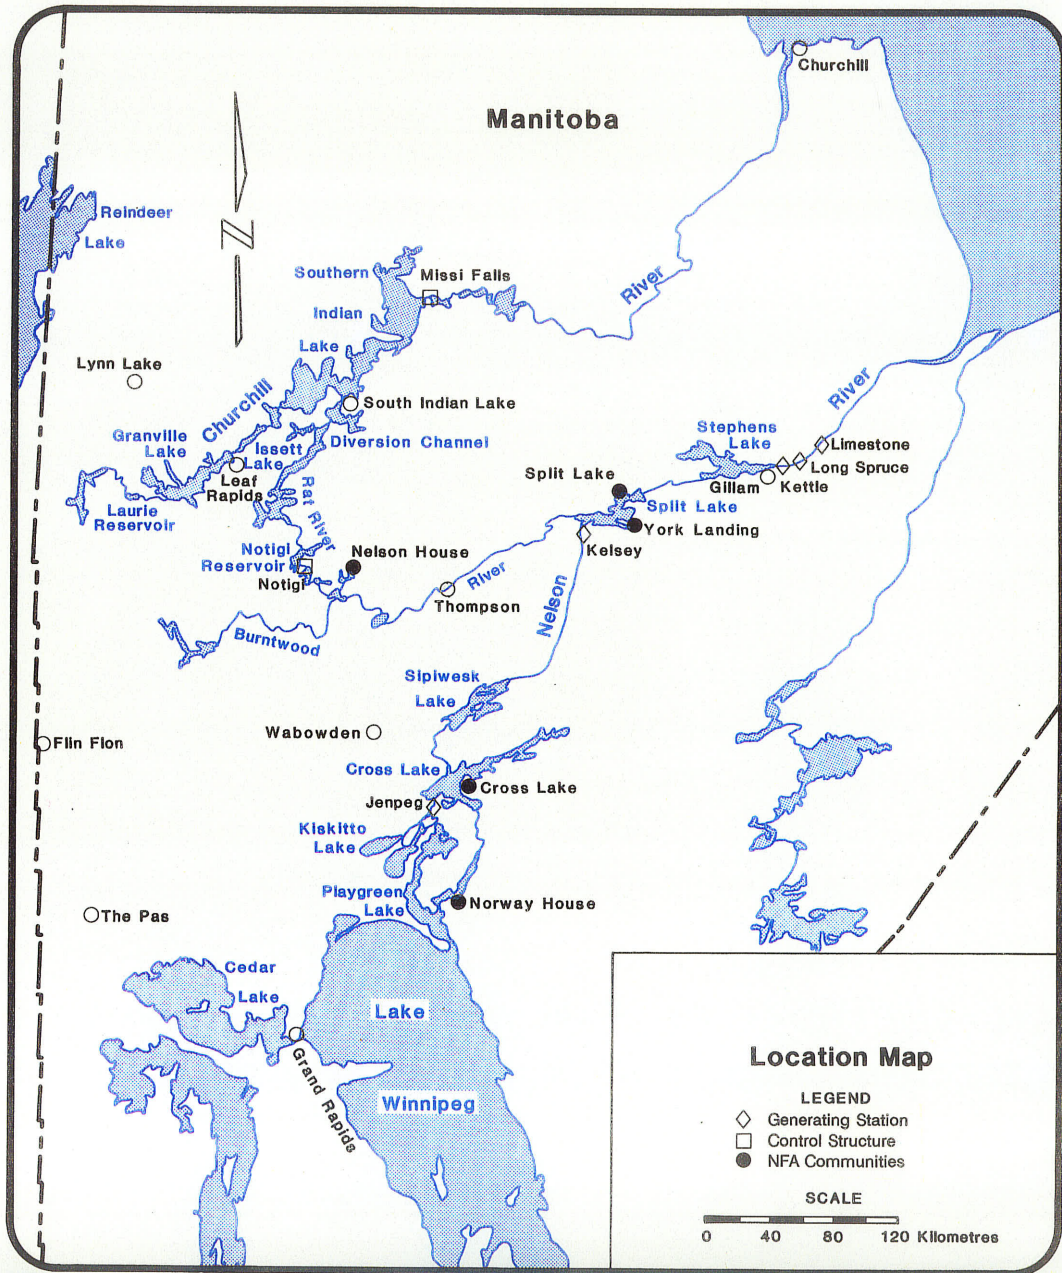 Churchill
Manitoba
Reindeer
Lake
Southern
Indian
Lake
Missi Falls
River
Lynn Lake
Churchill
South Indian Lake
Diversion Channel
Granville
Lake
Issett
Lake
Leaf
Rapids
Laurie
Reservoir
Rat River
Stephens
Lake
River
Limestone
Long Spruce
Gillam
Kettle
Split Lake
Split Lake
York Landing
Kelsey
Notigi
Reservoir
Notigi
Nelson House
River
Thompson
Nelson
Burntwood
Sipiwesk
Lake
Wabowden
Flin Flon
Cross Lake
Cross Lake
Jenpeg
Kiskitto
Lake
Playgreen
Lake
Norway House
The Pas
Cedar
Lake
Grand Rapids
Lake
Winnipeg
N
Location Map
LEGEND
Generating Station
Control Structure
NFA Communities
SCALE
0 40 80 120 Kilometres